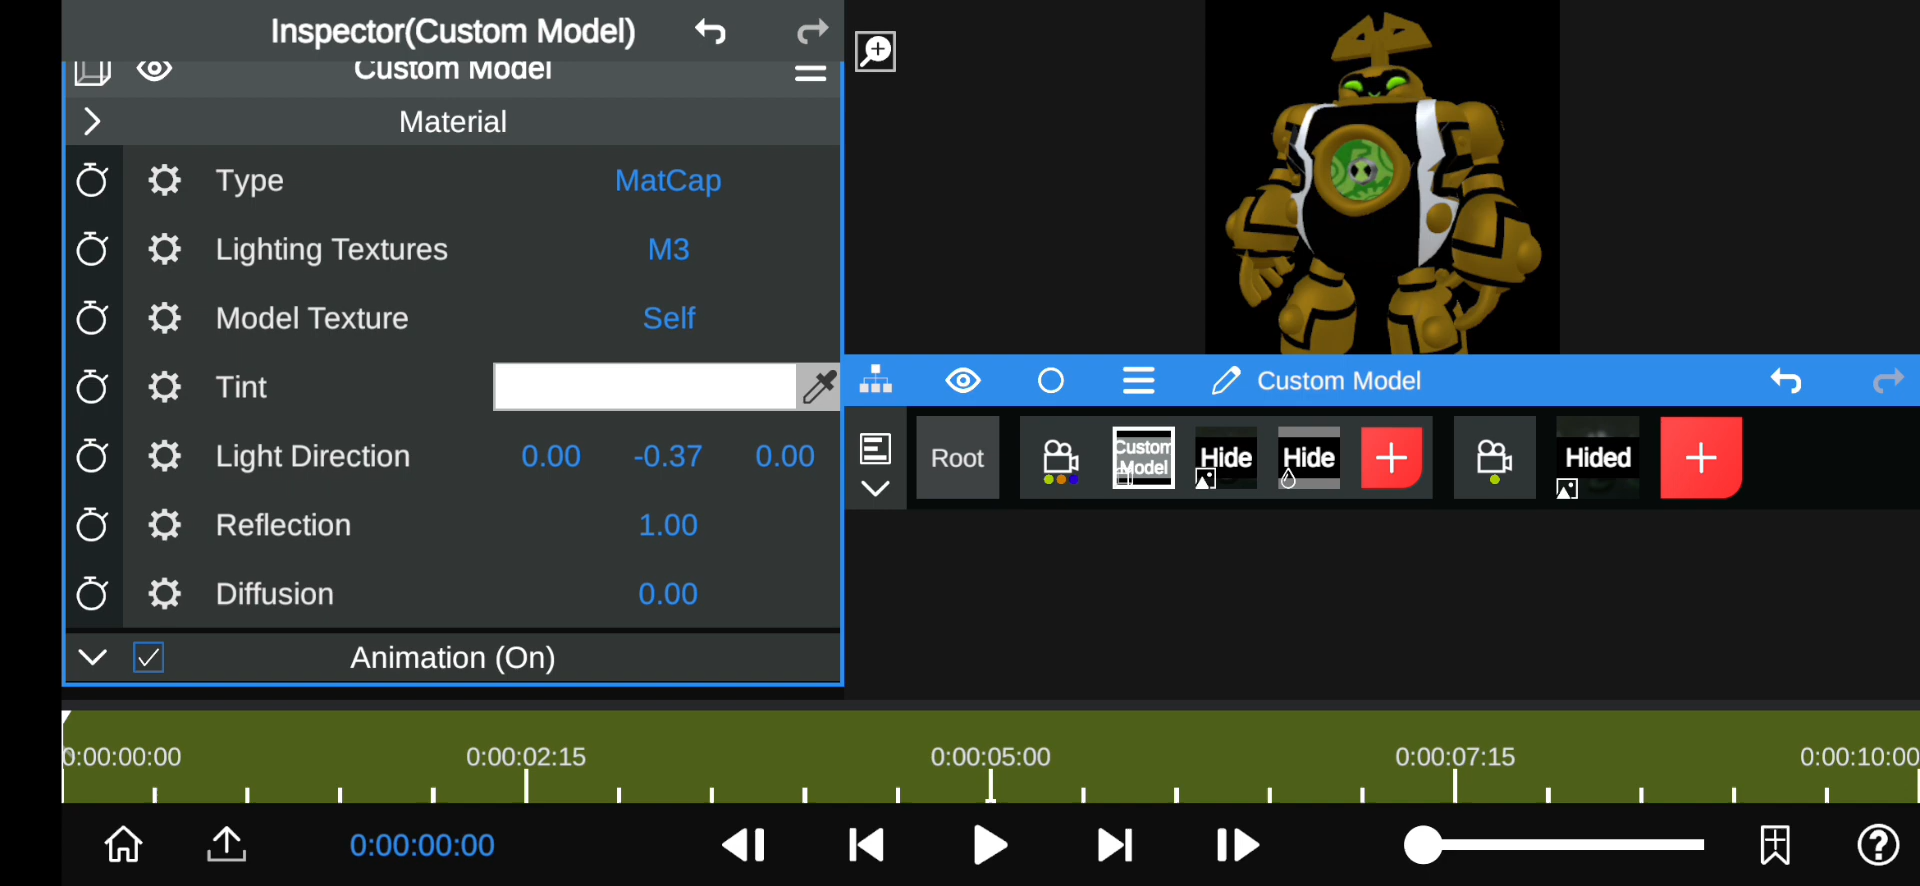 Inspector(Custom Model)
Custom Model
Material
Type MatCap
Lighting Textures M3
Model Texture Self
Tint
Light Direction 0.00 -0.37 0.00
Reflection 1.00
Diffusion 0.00
Animation (On)
Custom Model
Root
Custom
Model
Hide
Hide
Hided
0:00:00:00 0:00:02:15 0:00:05:00 0:00:07:15 0:00:10:00
0:00:00:00